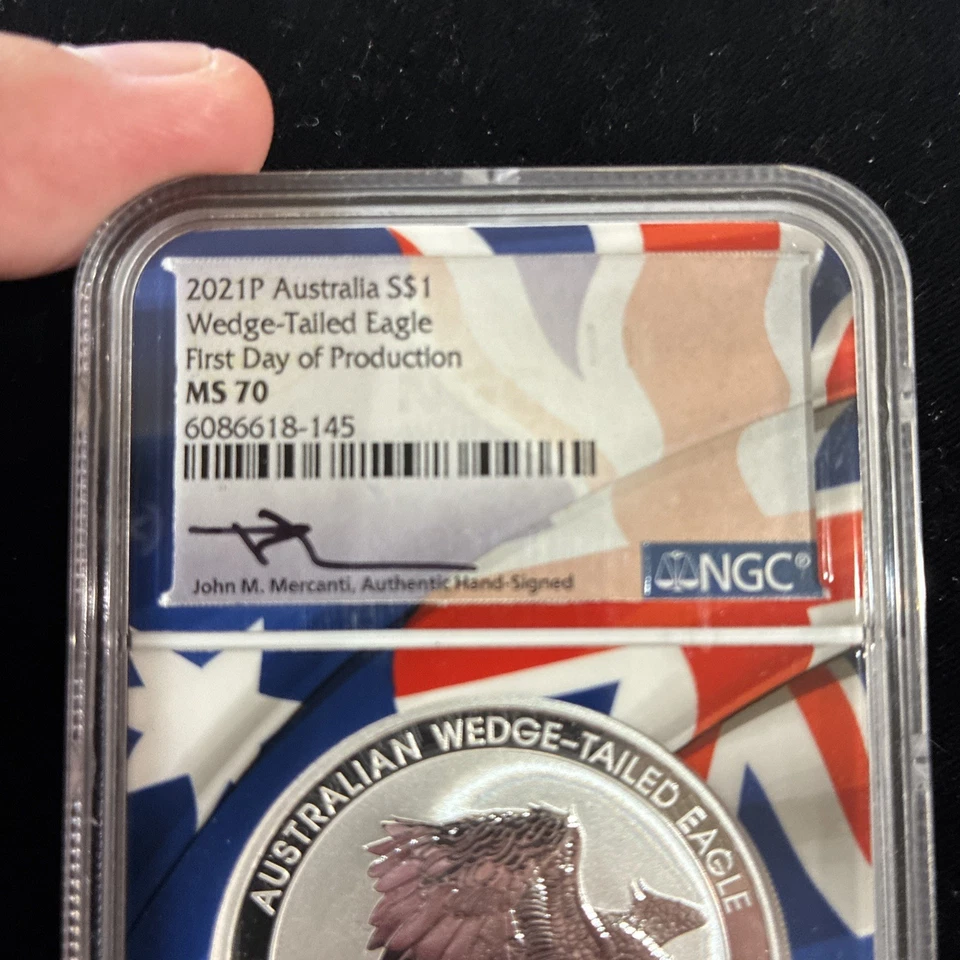 2021P Australia S$1
Wedge-Tailed Eagle
First Day of Production
MS 70
6086618-145
John M. Mercanti, Authentic Hand-Signed
NGC®
AUSTRALIAN WEDGE-TAILED EAGLE